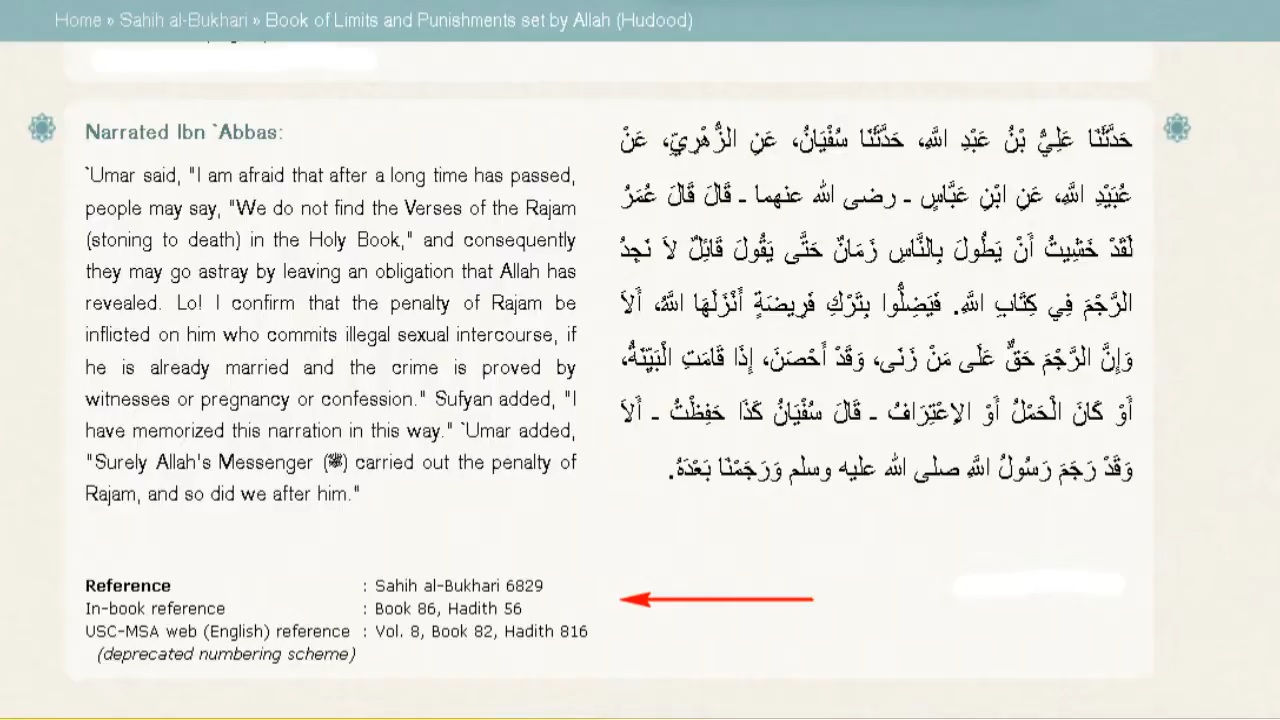 Home » Sahih al-Bukhari » Book of Limits and Punishments set by Allah (Hudood)
Narrated Ibn `Abbas:
`Umar said, "I am afraid that after a long time has passed,
people may say, "We do not find the Verses of the Rajam
(stoning to death) in the Holy Book," and consequently
they may go astray by leaving an obligation that Allah has
revealed. Lo! I confirm that the penalty of Rajam be
inflicted on him who commits illegal sexual intercourse, if
he is already married and the crime is proved by
witnesses or pregnancy or confession." Sufyan added, "I
have memorized this narration in this way." `Umar added,
"Surely Allah's Messenger (ﷺ) carried out the penalty of
Rajam, and so did we after him."
حَدَّثَنَا عَلِيُّ بْنُ عَبْدِ اللَّهِ، حَدَّثَنَا سُفْيَانُ، عَنِ الزُّهْرِيِّ، عَنْ
عُبَيْدِ اللَّهِ، عَنِ ابْنِ عَبَّاسٍ ـ رضى الله عنهما ـ قَالَ قَالَ عُمَرُ
لَقَدْ خَشِيتُ أَنْ يَطُولَ بِالنَّاسِ زَمَانٌ حَتَّى يَقُولَ قَائِلٌ لاَ نَجِدُ
الرَّجْمَ فِي كِتَابِ اللَّهِ. فَيَضِلُّوا بِتَرْكِ فَرِيضَةٍ أَنْزَلَهَا اللَّهُ، أَلاَ
وَإِنَّ الرَّجْمَ حَقٌّ عَلَى مَنْ زَنَى، وَقَدْ أَحْصَنَ، إِذَا قَامَتِ الْبَيِّنَةُ،
أَوْ كَانَ الْحَمْلُ أَوْ الاِعْتِرَافُ ـ قَالَ سُفْيَانُ كَذَا حَفِظْتُ ـ أَلاَ
وَقَدْ رَجَمَ رَسُولُ اللَّهِ صلى الله عليه وسلم وَرَجَمْنَا بَعْدَهُ.
Reference : Sahih al-Bukhari 6829
In-book reference : Book 86, Hadith 56
USC-MSA web (English) reference : Vol. 8, Book 82, Hadith 816
(deprecated numbering scheme)